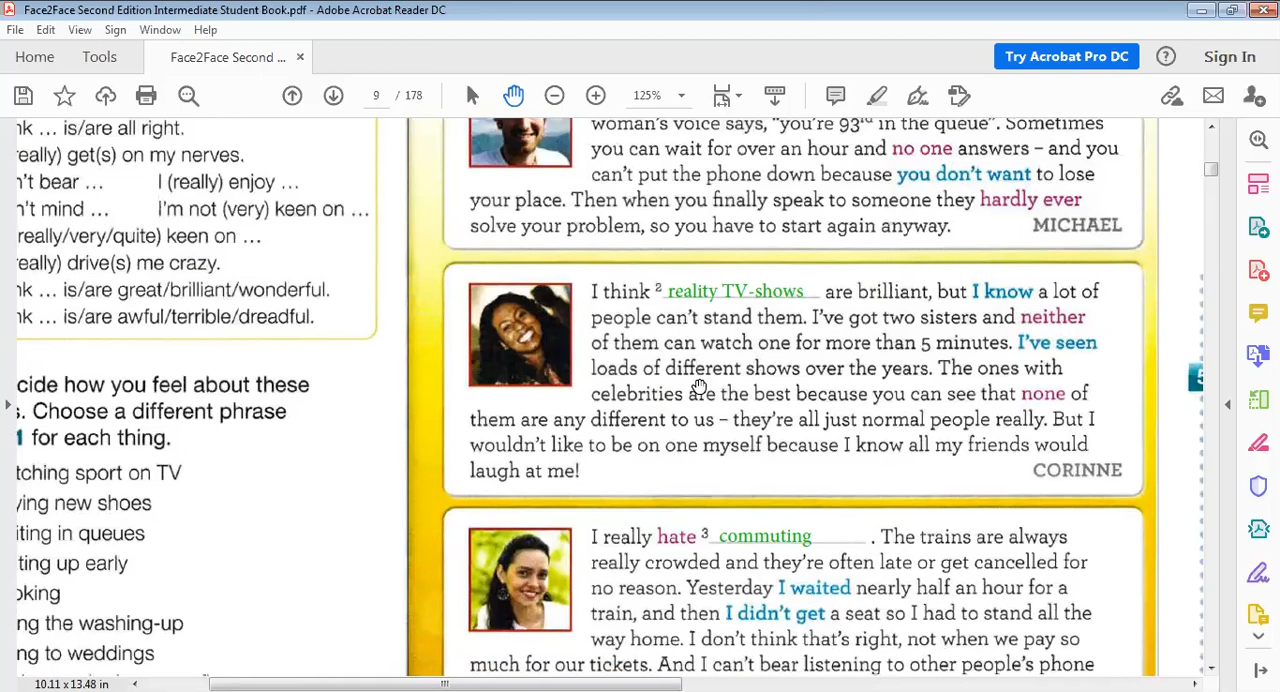 Face2Face Second Edition Intermediate Student Book.pdf - Adobe Acrobat Reader DC
File Edit View Sign Window Help
Home Tools Face2Face Second ... × Try Acrobat Pro DC Sign In
9 / 178 125%
nk … is/are all right.
really) get(s) on my nerves.
n't bear … I (really) enjoy …
n't mind … I'm not (very) keen on …
really/very/quite) keen on …
eally) drive(s) me crazy.
nk … is/are great/brilliant/wonderful.
nk … is/are awful/terrible/dreadful.
cide how you feel about these
s. Choose a different phrase
1 for each thing.
tching sport on TV
ying new shoes
iting in queues
ting up early
oking
ng the washing-up
ng to weddings
woman's voice says, "you're 93rd in the queue". Sometimes
you can wait for over an hour and no one answers – and you
can't put the phone down because you don't want to lose
your place. Then when you finally speak to someone they hardly ever
solve your problem, so you have to start again anyway. MICHAEL
I think ² reality TV-shows are brilliant, but I know a lot of
people can't stand them. I've got two sisters and neither
of them can watch one for more than 5 minutes. I've seen
loads of different shows over the years. The ones with
celebrities are the best because you can see that none of
them are any different to us – they're all just normal people really. But I
wouldn't like to be on one myself because I know all my friends would
laugh at me! CORINNE
I really hate ³ commuting . The trains are always
really crowded and they're often late or get cancelled for
no reason. Yesterday I waited nearly half an hour for a
train, and then I didn't get a seat so I had to stand all the
way home. I don't think that's right, not when we pay so
much for our tickets. And I can't bear listening to other people's phone
5
10.11 x 13.48 in